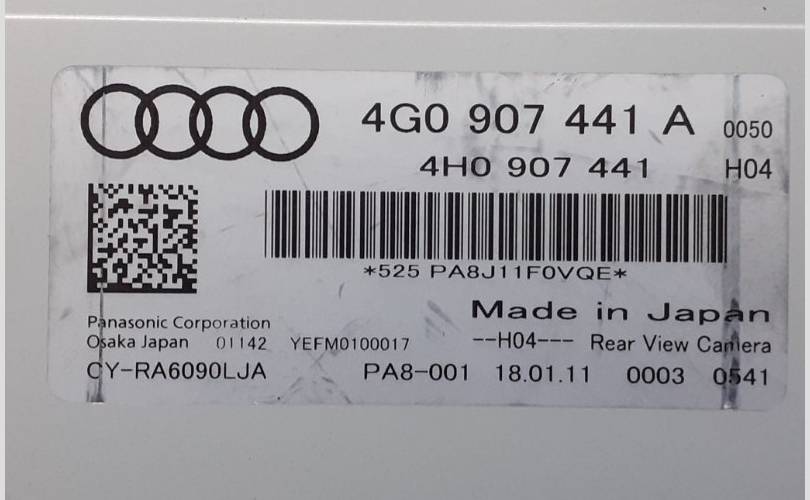 4G0 907 441 A 0050
4H0 907 441 H04
*525 PA8J11F0VQE*
Made in Japan
Panasonic Corporation
Osaka Japan 01142 YEFM0100017 --H04--- Rear View Camera
CY-RA6090LJA PA8-001 18.01.11 0003 0541